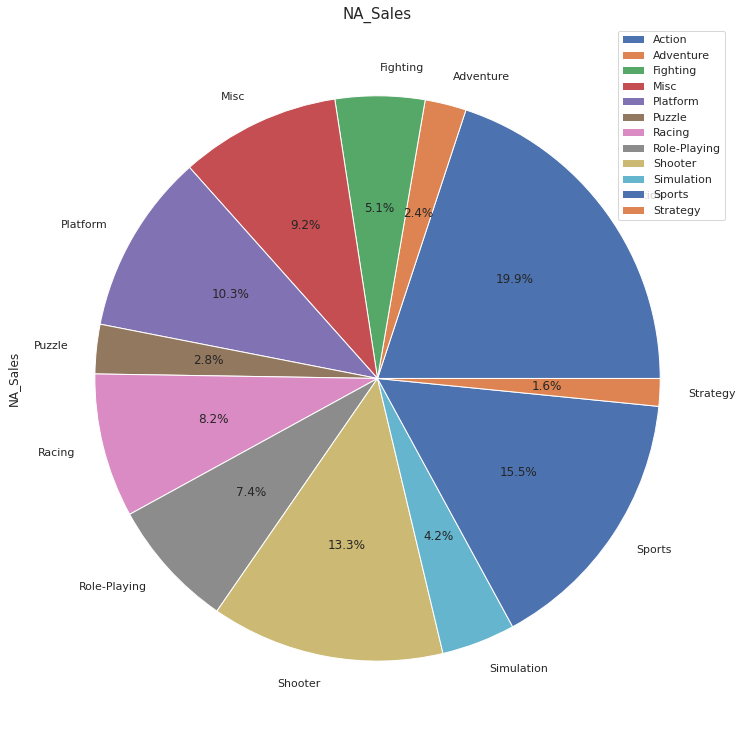 NA_Sales
Action
Adventure
Fighting
Misc
Platform
Puzzle
Racing
Role-Playing
Shooter
Simulation
Sports
Strategy
Fighting
Adventure
Misc
Platform
Puzzle
Racing
Role-Playing
Shooter
Simulation
Sports
Strategy
19.9%
2.4%
5.1%
9.2%
10.3%
2.8%
8.2%
7.4%
13.3%
4.2%
15.5%
1.6%
NA_Sales